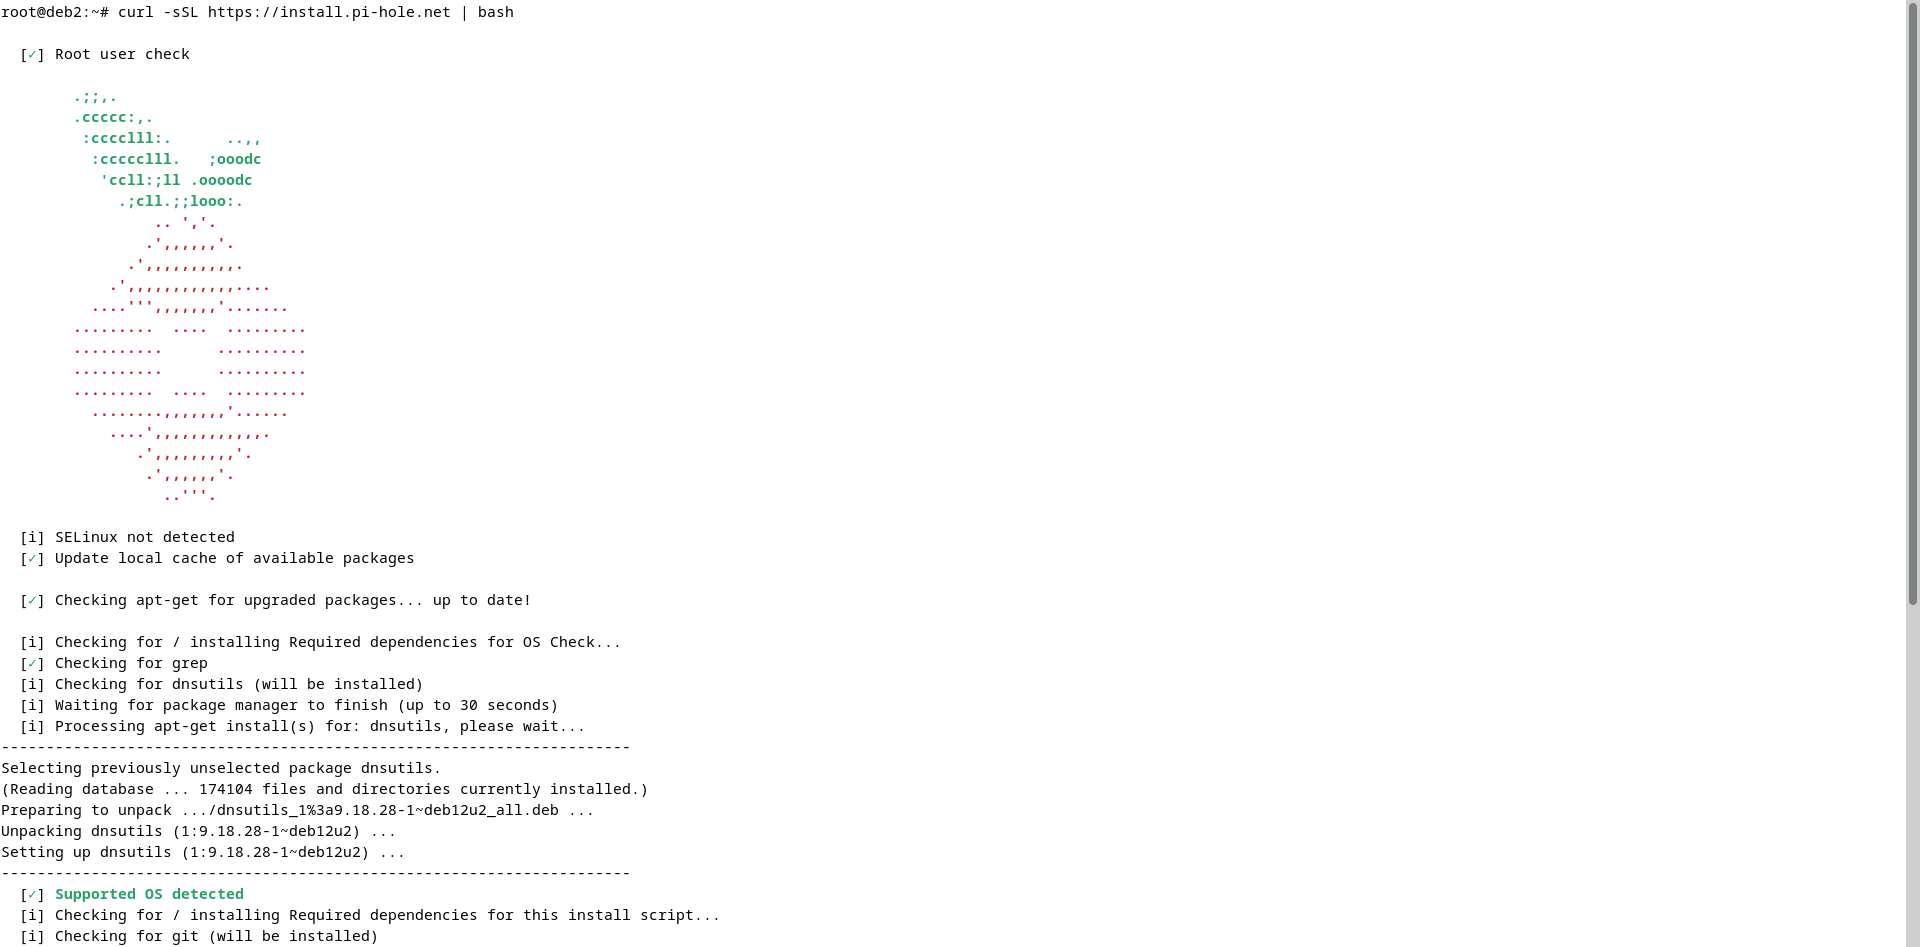 root@deb2:~# curl -sSL https://install.pi-hole.net | bash

  [✓] Root user check

        .;;,.
        .ccccc:,.
         :cccclll:.      ..,,
          :ccccclll.   ;ooodc
           'ccll:;ll .oooodc
             .;cll.;;looo:.
                 .. ','.
                .',,,,,,'.
              .',,,,,,,,,,.
            .',,,,,,,,,,,,....
          ....''',,,,,,,'.......
        .........  ....  .........
        ..........      ..........
        ..........      ..........
        .........  ....  .........
          ........,,,,,,,'......
            ....',,,,,,,,,,,,.
               .',,,,,,,,,'.
                .',,,,,,'.
                  ..'''.

  [i] SELinux not detected
  [✓] Update local cache of available packages

  [✓] Checking apt-get for upgraded packages... up to date!

  [i] Checking for / installing Required dependencies for OS Check...
  [✓] Checking for grep
  [i] Checking for dnsutils (will be installed)
  [i] Waiting for package manager to finish (up to 30 seconds)
  [i] Processing apt-get install(s) for: dnsutils, please wait...
----------------------------------------------------------------------
Selecting previously unselected package dnsutils.
(Reading database ... 174104 files and directories currently installed.)
Preparing to unpack .../dnsutils_1%3a9.18.28-1~deb12u2_all.deb ...
Unpacking dnsutils (1:9.18.28-1~deb12u2) ...
Setting up dnsutils (1:9.18.28-1~deb12u2) ...
----------------------------------------------------------------------
  [✓] Supported OS detected
  [i] Checking for / installing Required dependencies for this install script...
  [i] Checking for git (will be installed)